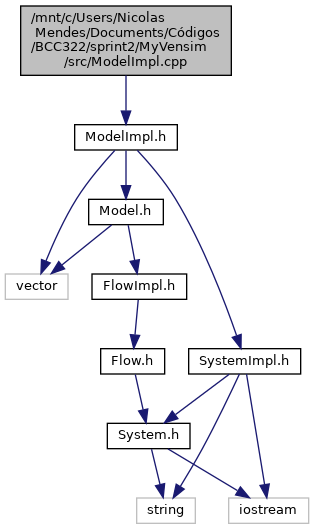 /mnt/c/Users/Nicolas
Mendes/Documents/Códigos
/BCC322/sprint2/MyVensim
/src/ModelImpl.cpp
ModelImpl.h
Model.h
vector
FlowImpl.h
Flow.h
SystemImpl.h
System.h
string
iostream